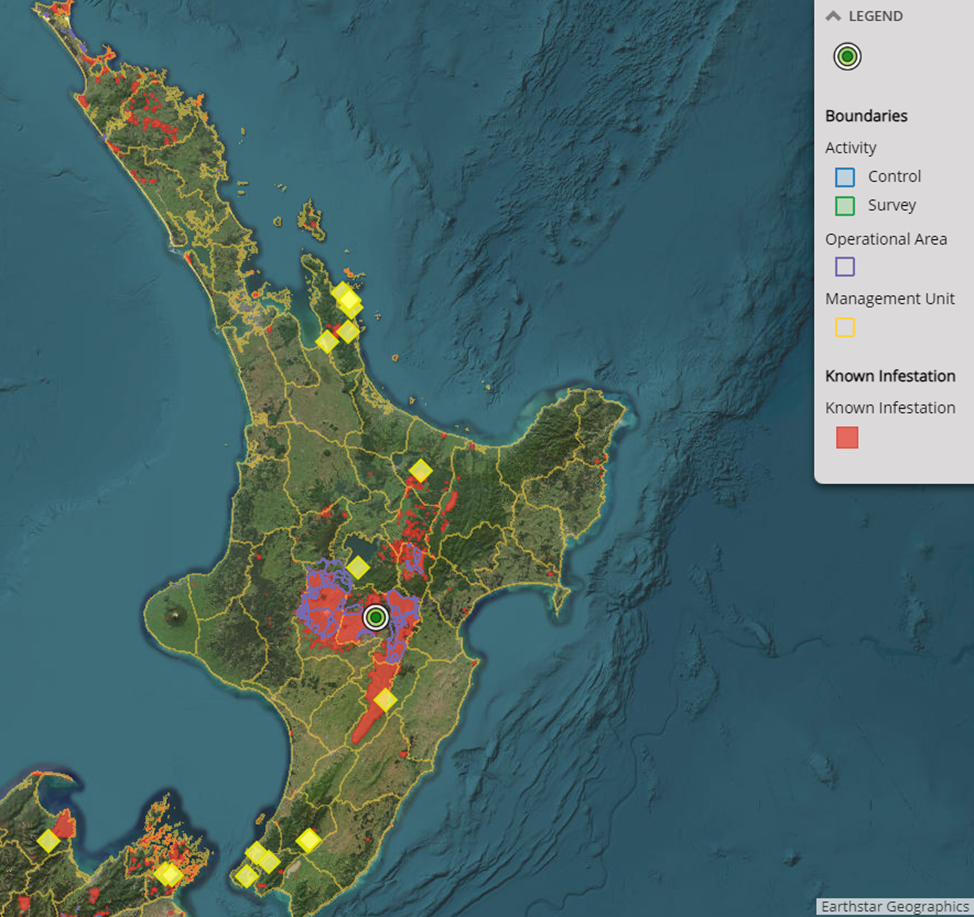 LEGEND
Boundaries
Activity
Control
Survey
Operational Area
Management Unit
Known Infestation
Known Infestation
Earthstar Geographics